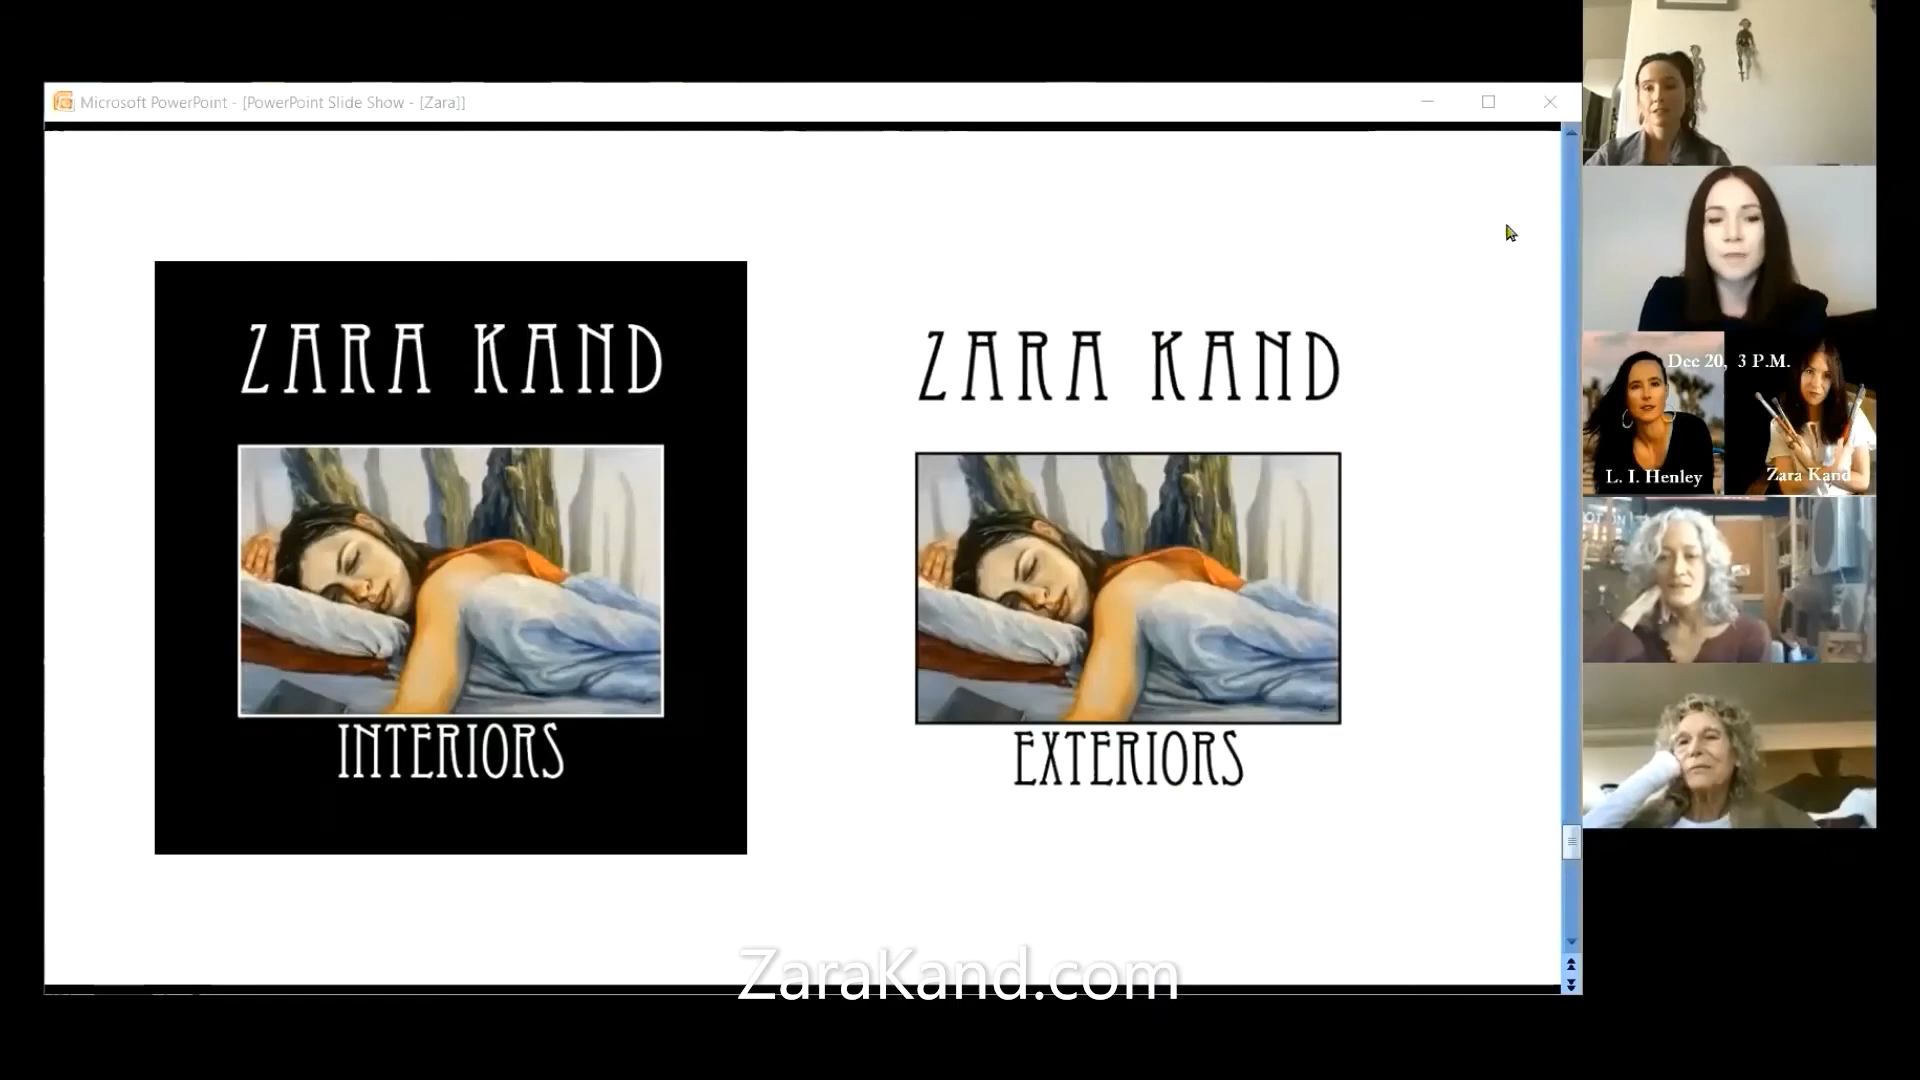 Microsoft PowerPoint - [PowerPoint Slide Show - [Zara]]
ZARA KAND
INTERIORS
ZARA KAND
EXTERIORS
Dec 20, 3 P.M.
L. I. Henley
Zara Kand
ZaraKand.com